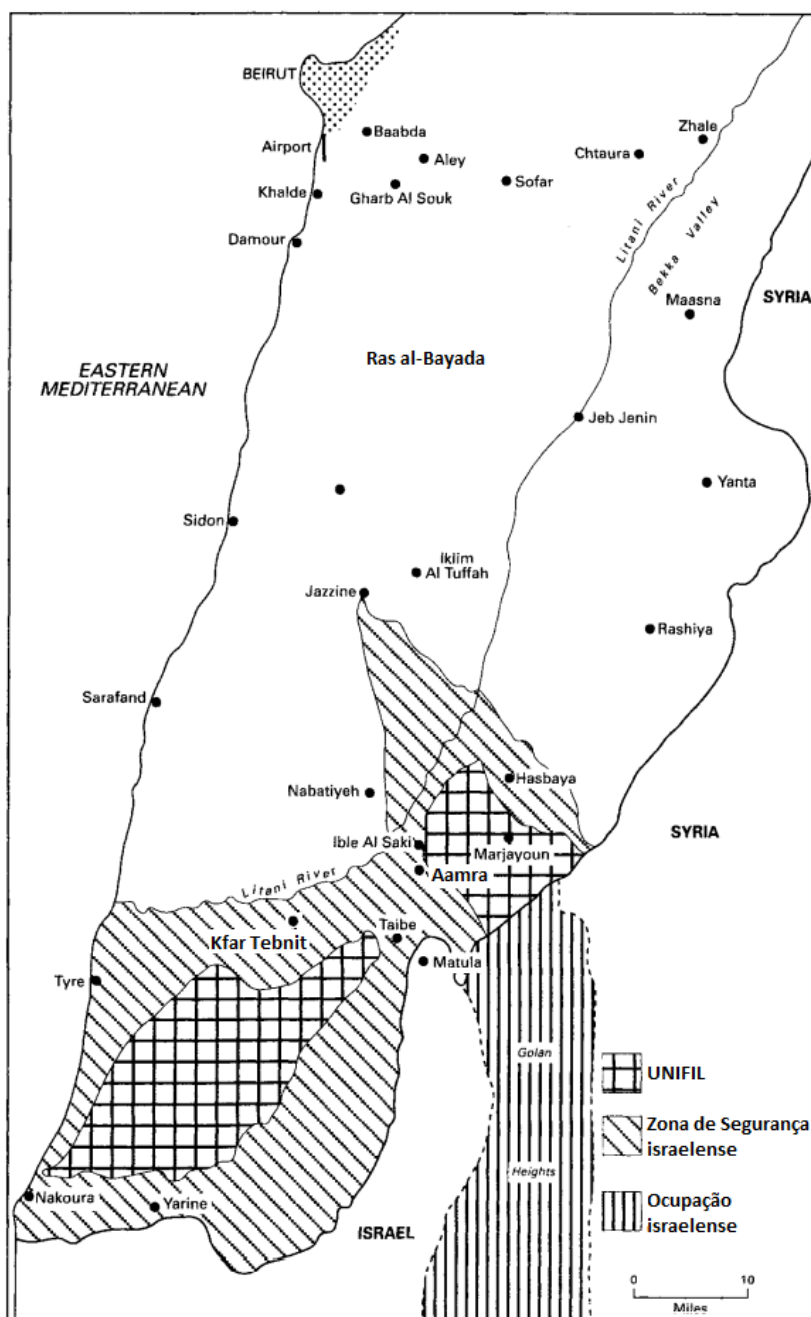 BEIRUT
Baabda
Zhale
Airport
Aley
Chtaura
Khalde
Gharb Al Souk
Sofar
Damour
Litani River
Bekka Valley
Maasna
SYRIA
EASTERN
MEDITERRANEAN
Ras al-Bayada
Jeb Jenin
Yanta
Sidon
Iklim
Al Tuffah
Jazzine
Rashiya
Sarafand
Nabatiyeh
Hasbaya
SYRIA
Ible Al Saki
Marjayoun
Aamra
Litani River
Kfar Tebnit
Taibe
Matula
Tyre
Golan
Heights
UNIFIL
Zona de Segurança
israelense
Nakoura
Yarine
ISRAEL
Ocupação
israelense
0 10
Miles